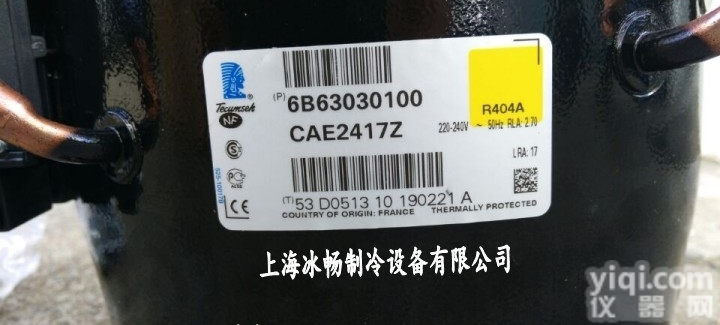 (P) 6B63030100
Tecumseh
NF
CAE2417Z
R404A
220-240V ~ 50Hz RLA: 2.70
LRA: 17
(T) 53 D0513 10 190221 A
COUNTRY OF ORIGIN: FRANCE THERMALLY PROTECTED
CE
上海冰畅制冷设备有限公司
yiqi.com
仪器网